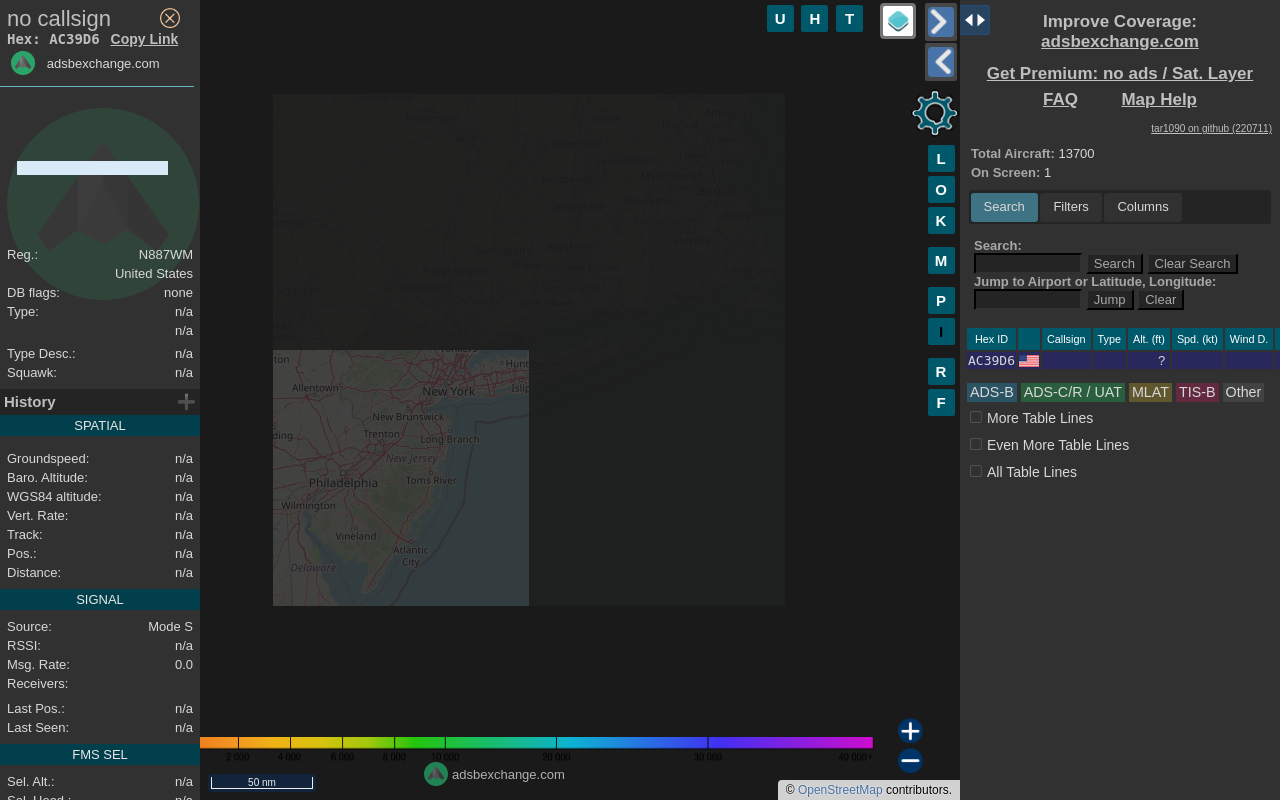 no callsign
Hex: AC39D6 Copy Link
adsbexchange.com
Reg.: N887WM
United States
DB flags: none
Type: n/a
n/a
Type Desc.: n/a
Squawk: n/a
History
SPATIAL
Groundspeed: n/a
Baro. Altitude: n/a
WGS84 altitude: n/a
Vert. Rate: n/a
Track: n/a
Pos.: n/a
Distance: n/a
SIGNAL
Source: Mode S
RSSI: n/a
Msg. Rate: 0.0
Receivers:
Last Pos.: n/a
Last Seen: n/a
FMS SEL
Sel. Alt.: n/a
Sel. Head.: n/a
U H T
L
O
K
M
P
I
R
F
Allentown
New York
Islip
New Brunswick
Trenton
Long Branch
New Jersey
Philadelphia
Toms River
Wilmington
Vineland
Atlantic
City
Delaware
2 000 4 000 6 000 8 000 10 000 20 000 30 000 40 000+
adsbexchange.com
50 nm
© OpenStreetMap contributors.
Improve Coverage:
adsbexchange.com
Get Premium: no ads / Sat. Layer
FAQ Map Help
tar1090 on github (220711)
Total Aircraft: 13700
On Screen: 1
Search Filters Columns
Search:
Search Clear Search
Jump to Airport or Latitude, Longitude:
Jump Clear
Hex ID Callsign Type Alt. (ft) Spd. (kt) Wind D.
AC39D6 ?
ADS-B ADS-C/R / UAT MLAT TIS-B Other
More Table Lines
Even More Table Lines
All Table Lines